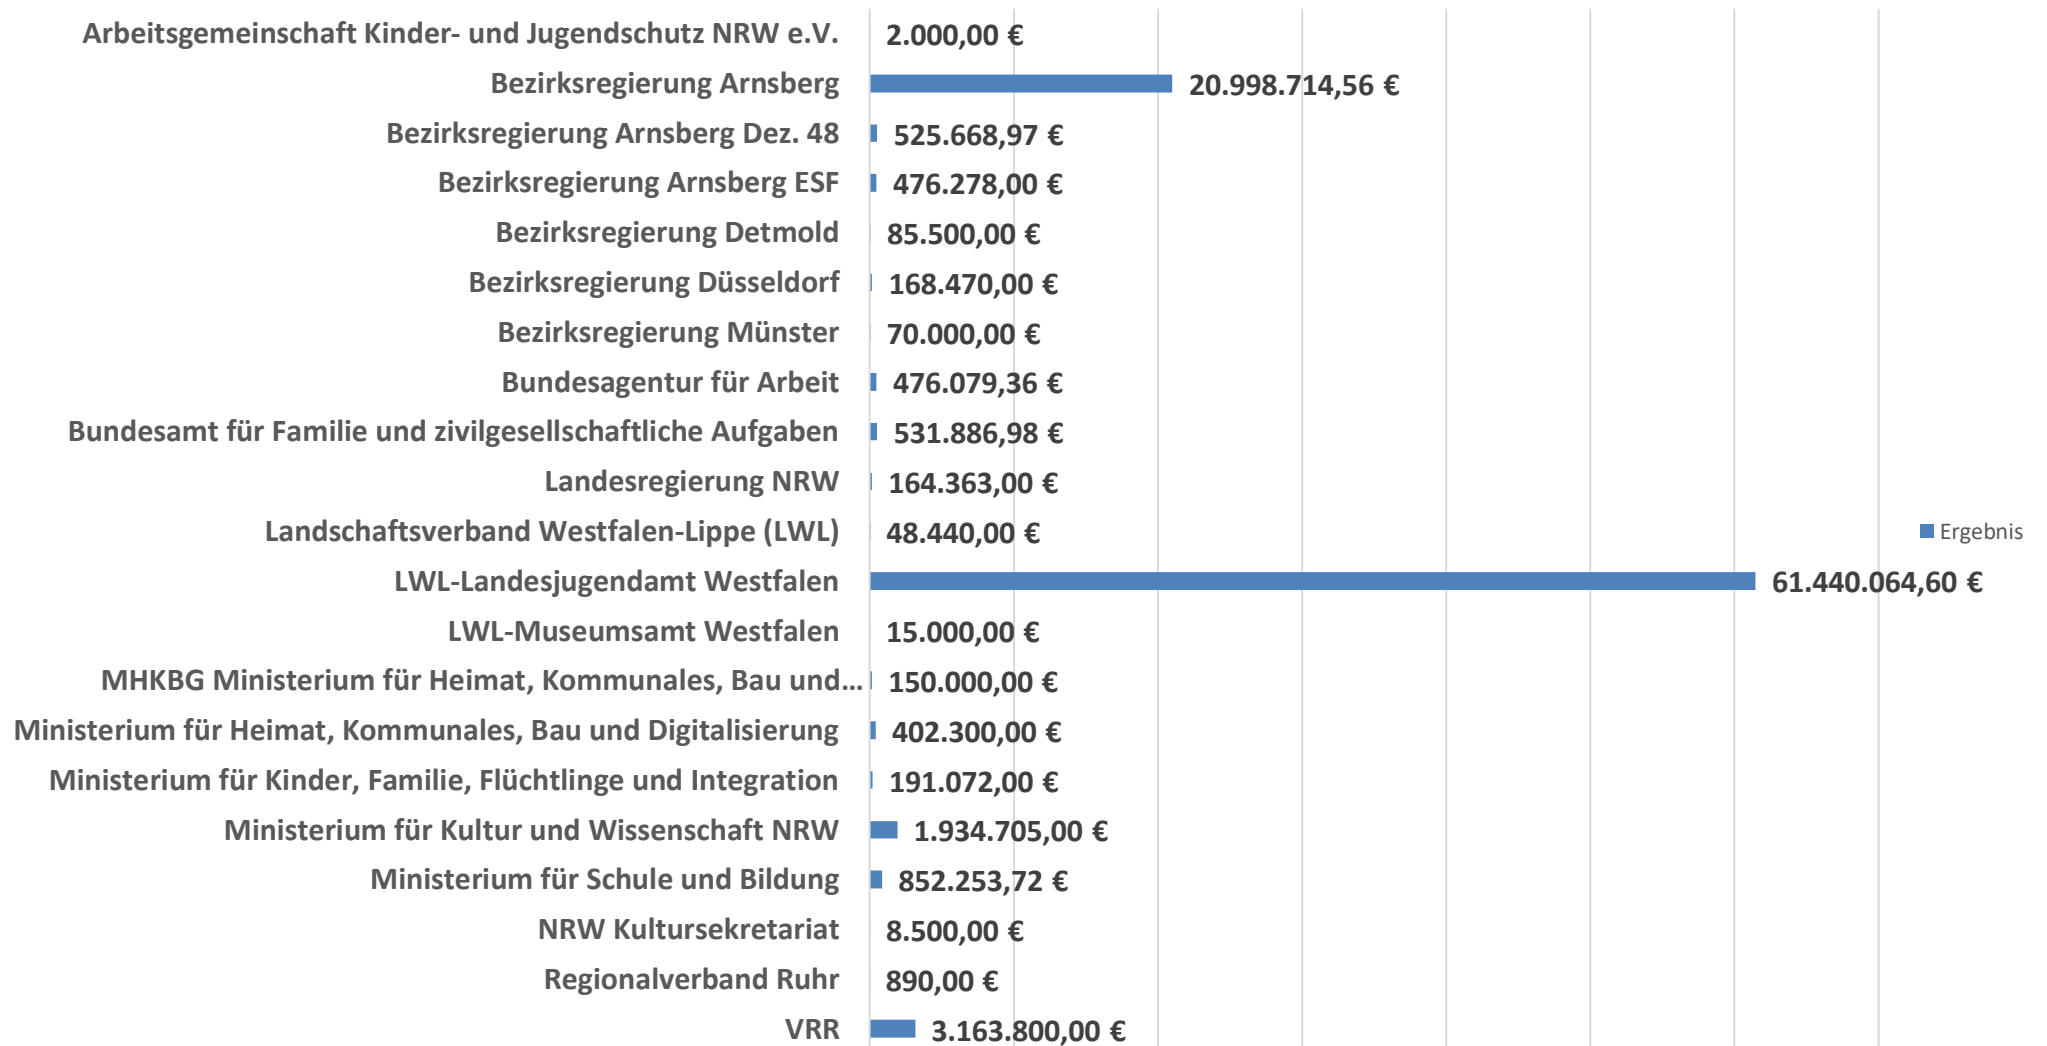 Arbeitsgemeinschaft Kinder- und Jugendschutz NRW e.V. 2.000,00 €
Bezirksregierung Arnsberg 20.998.714,56 €
Bezirksregierung Arnsberg Dez. 48 525.668,97 €
Bezirksregierung Arnsberg ESF 476.278,00 €
Bezirksregierung Detmold 85.500,00 €
Bezirksregierung Düsseldorf 168.470,00 €
Bezirksregierung Münster 70.000,00 €
Bundesagentur für Arbeit 476.079,36 €
Bundesamt für Familie und zivilgesellschaftliche Aufgaben 531.886,98 €
Landesregierung NRW 164.363,00 €
Landschaftsverband Westfalen-Lippe (LWL) 48.440,00 €
Ergebnis
LWL-Landesjugendamt Westfalen 61.440.064,60 €
LWL-Museumsamt Westfalen 15.000,00 €
MHKBG Ministerium für Heimat, Kommunales, Bau und... 150.000,00 €
Ministerium für Heimat, Kommunales, Bau und Digitalisierung 402.300,00 €
Ministerium für Kinder, Familie, Flüchtlinge und Integration 191.072,00 €
Ministerium für Kultur und Wissenschaft NRW 1.934.705,00 €
Ministerium für Schule und Bildung 852.253,72 €
NRW Kultursekretariat 8.500,00 €
Regionalverband Ruhr 890,00 €
VRR 3.163.800,00 €